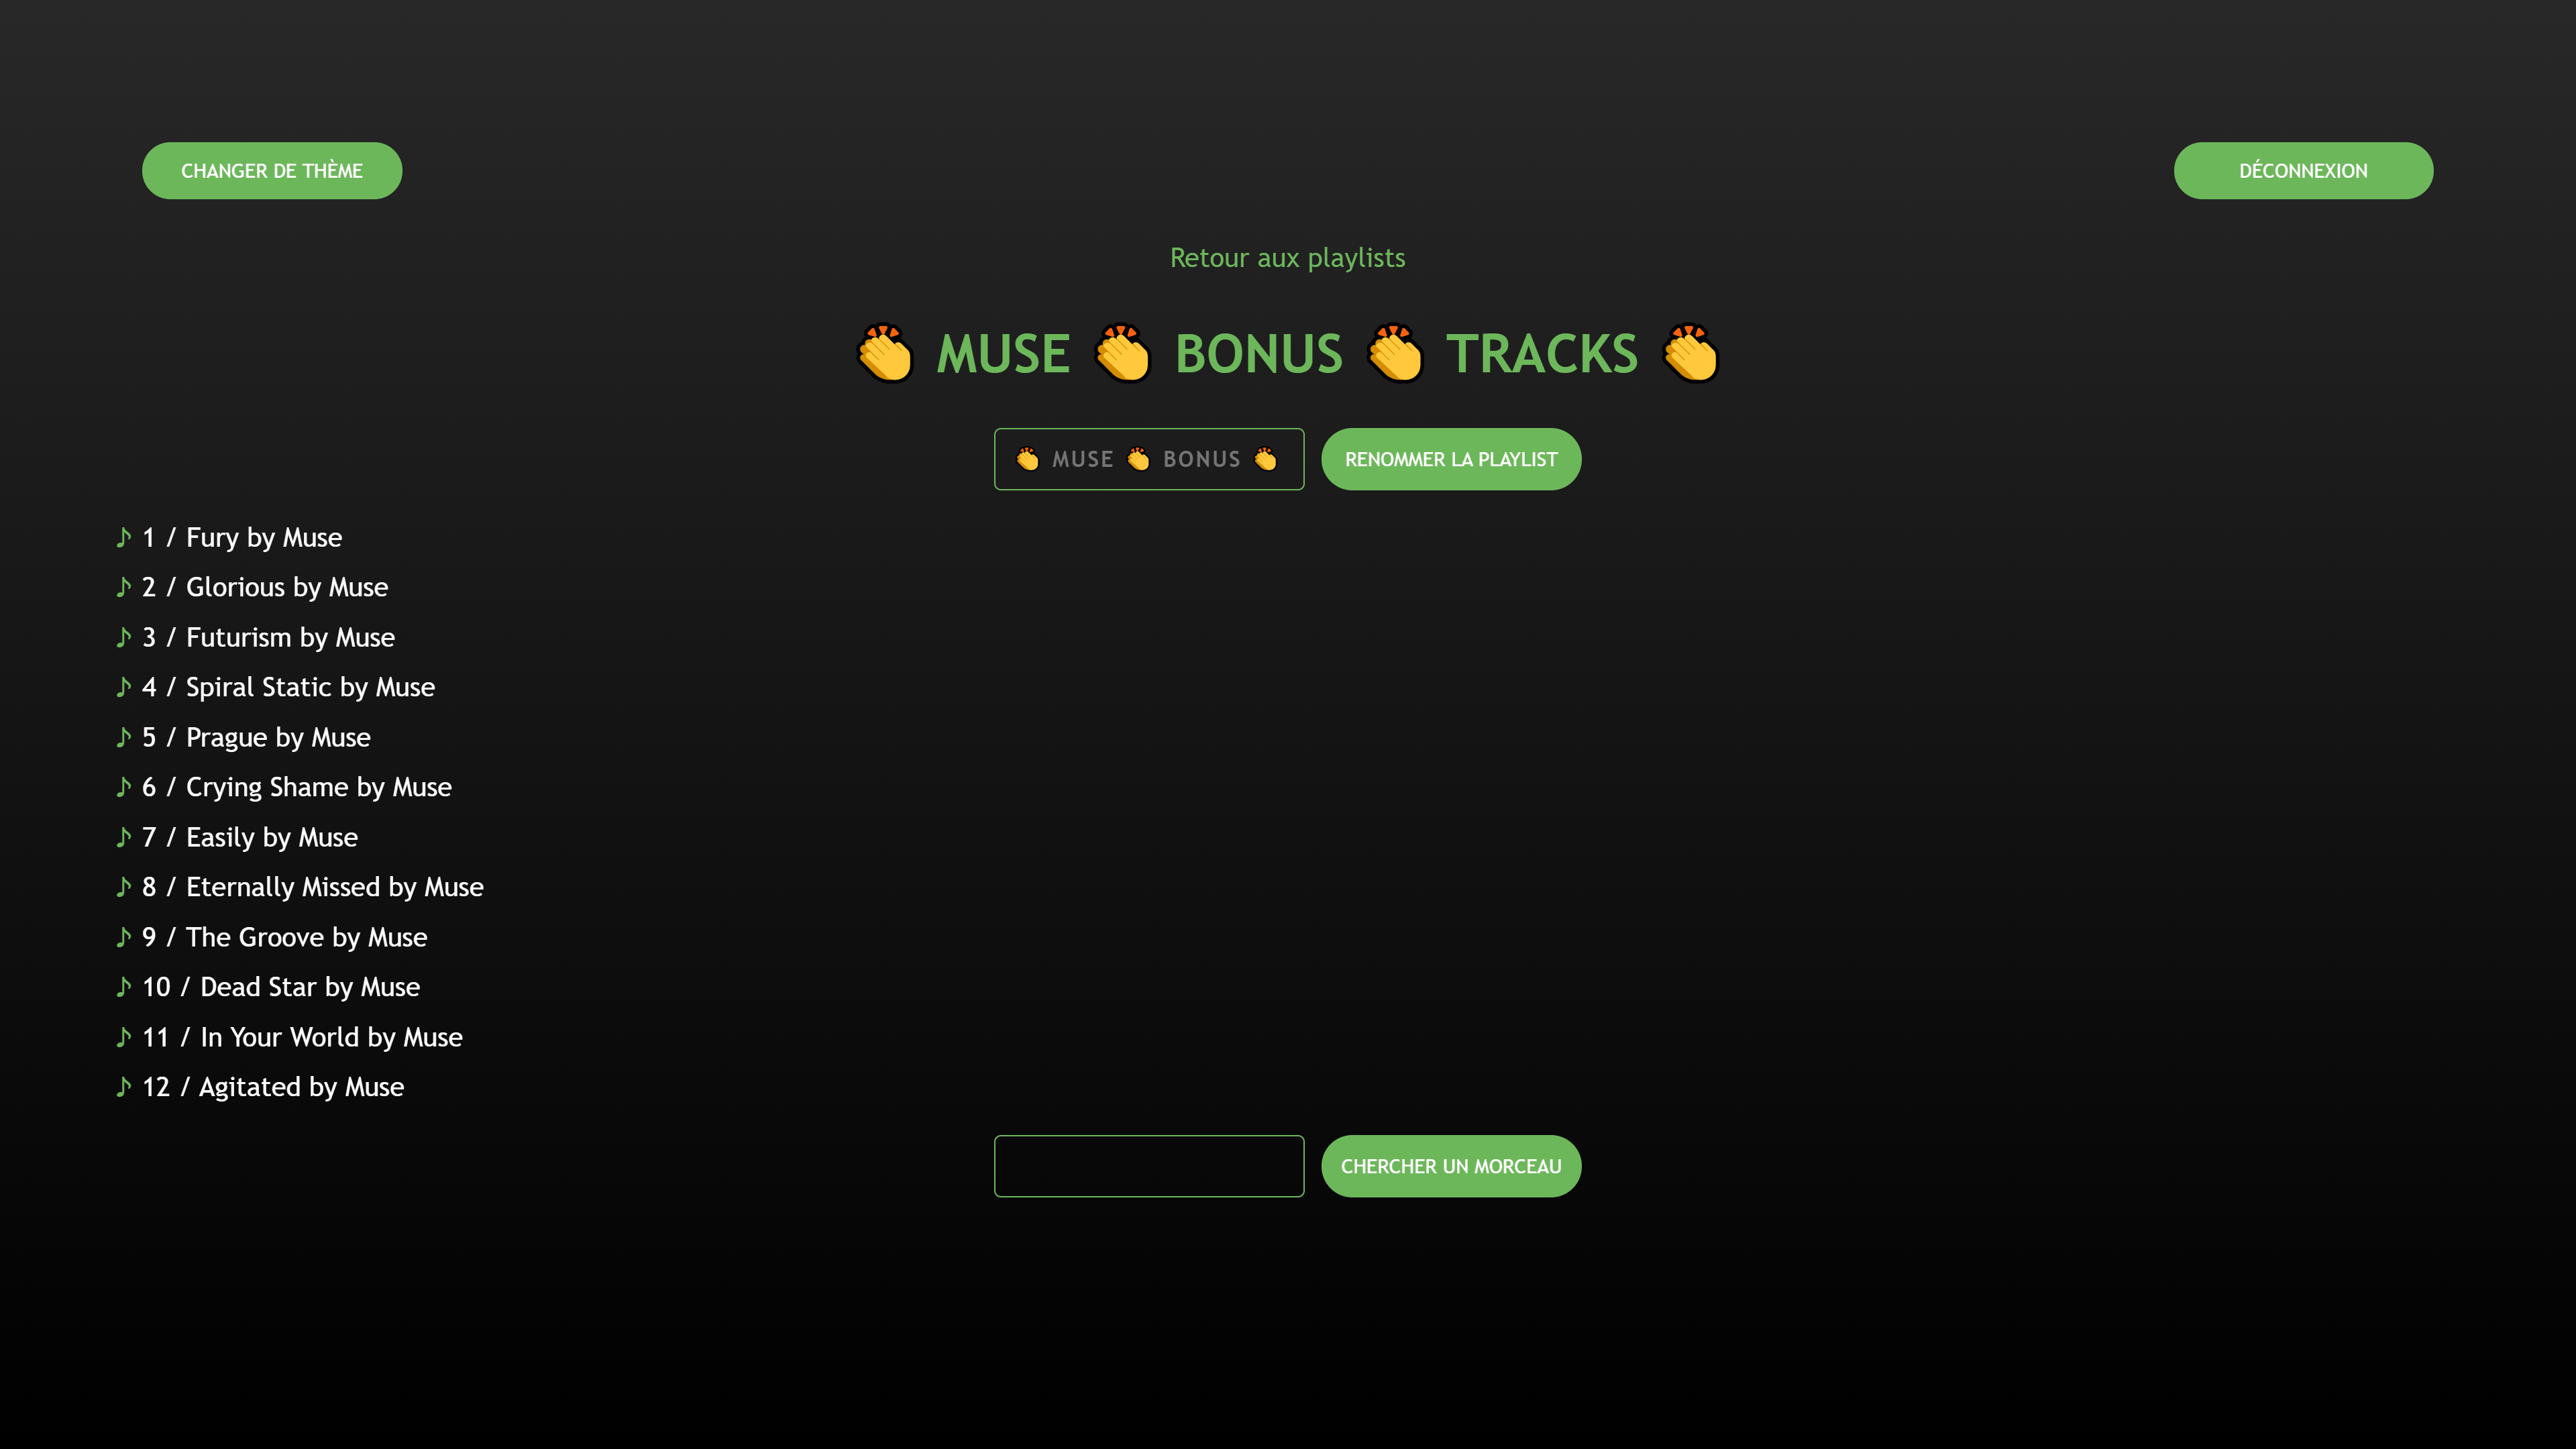 CHANGER DE THÈME
DÉCONNEXION
Retour aux playlists
👏 MUSE 👏 BONUS 👏 TRACKS 👏
👏 MUSE 👏 BONUS 👏
RENOMMER LA PLAYLIST
♪ 1 / Fury by Muse
♪ 2 / Glorious by Muse
♪ 3 / Futurism by Muse
♪ 4 / Spiral Static by Muse
♪ 5 / Prague by Muse
♪ 6 / Crying Shame by Muse
♪ 7 / Easily by Muse
♪ 8 / Eternally Missed by Muse
♪ 9 / The Groove by Muse
♪ 10 / Dead Star by Muse
♪ 11 / In Your World by Muse
♪ 12 / Agitated by Muse
CHERCHER UN MORCEAU